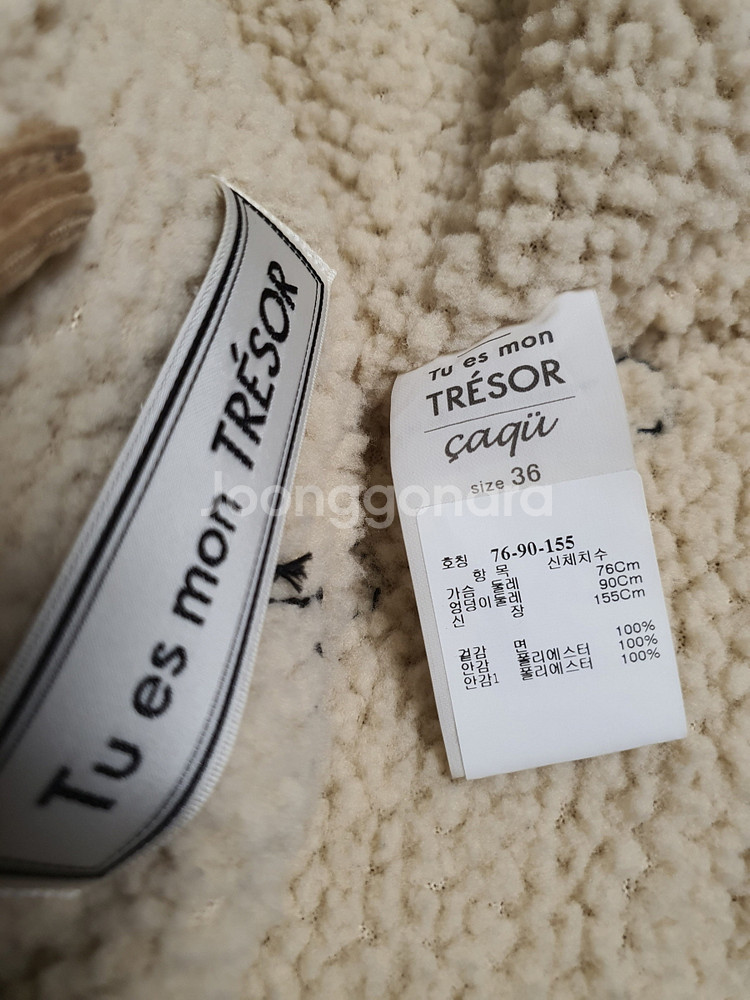 Tu es mon TRÉSOR
Tu es mon
TRÉSOR
çaqü
size 36
Joonggonara
호칭 76-90-155
항 목 신체치수
가슴 둘레 76Cm
엉덩이둘레 90Cm
신 장 155Cm
겉감 면 100%
안감 폴리에스터 100%
안감1 폴리에스터 100%